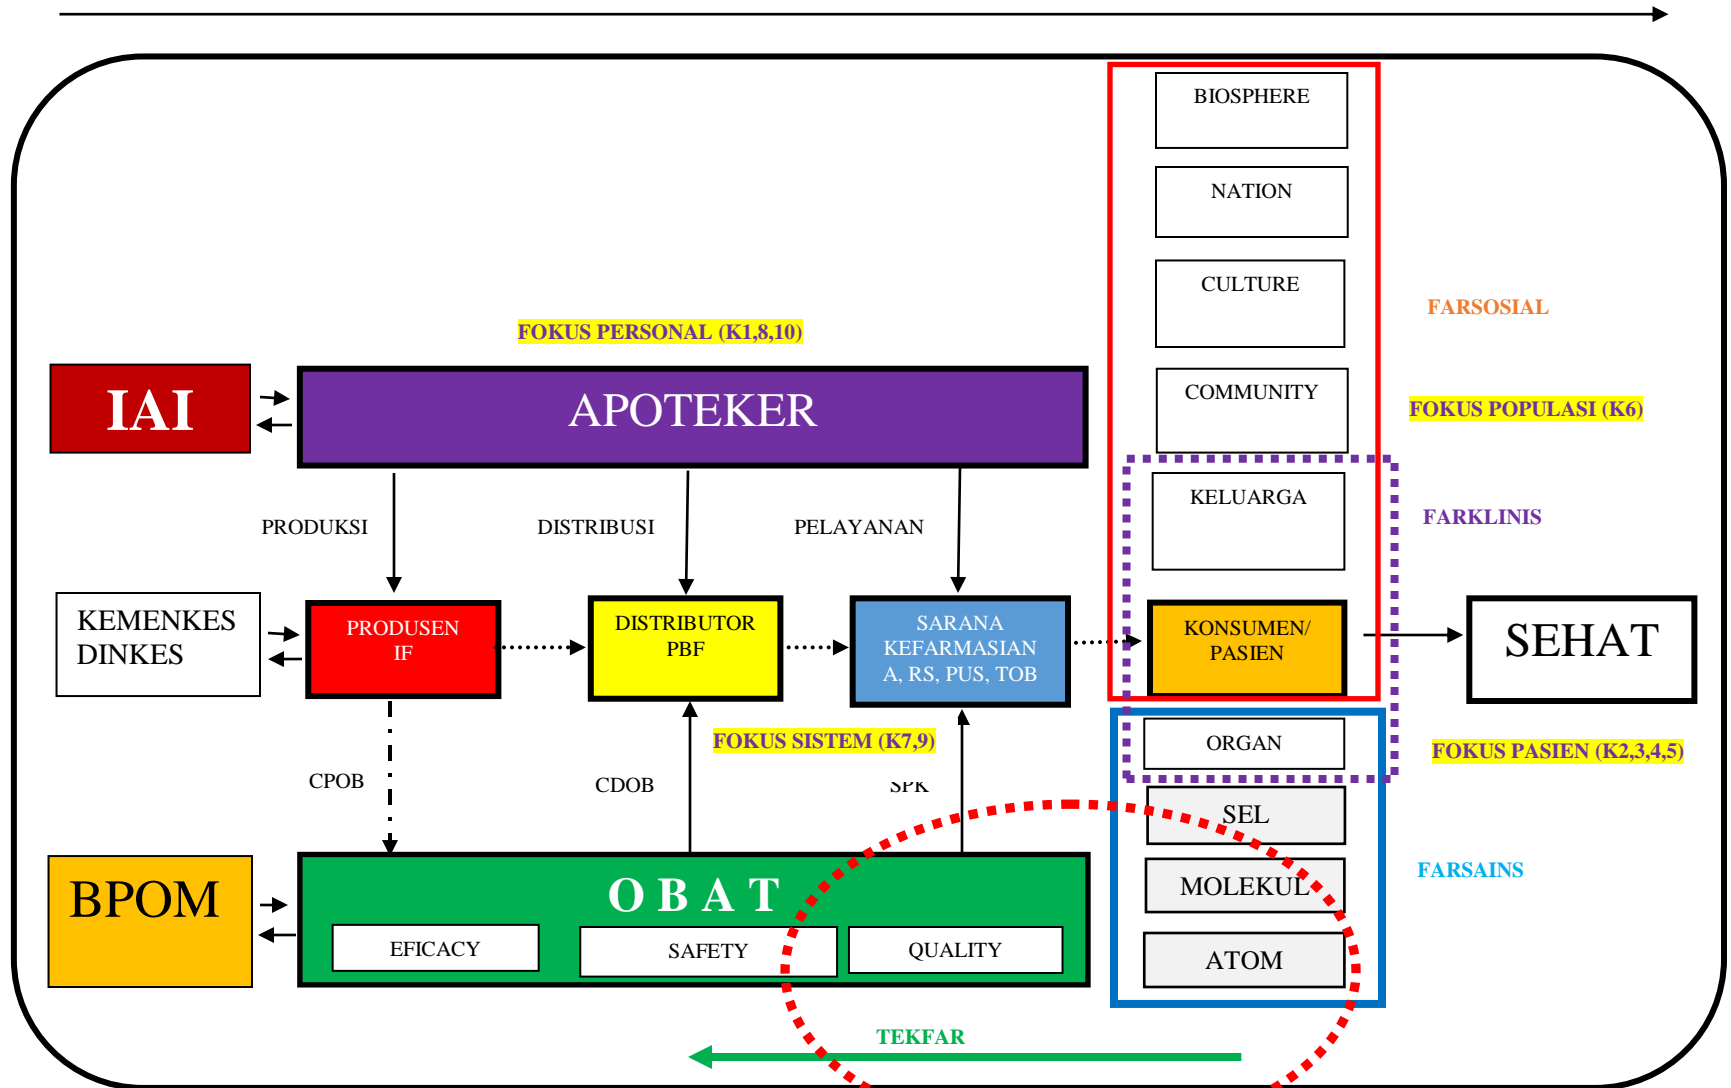 BIOSPHERE
NATION
CULTURE
FARSOSIAL
FOKUS PERSONAL (K1,8,10)
IAI
APOTEKER
COMMUNITY
FOKUS POPULASI (K6)
KELUARGA
FARKLINIS
PRODUKSI
DISTRIBUSI
PELAYANAN
KEMENKES
DINKES
PRODUSEN
IF
DISTRIBUTOR
PBF
SARANA
KEFARMASIAN
A, RS, PUS, TOB
KONSUMEN/
PASIEN
SEHAT
FOKUS SISTEM (K7,9)
ORGAN
FOKUS PASIEN (K2,3,4,5)
CPOB
CDOB
SPK
SEL
BPOM
O B A T
MOLEKUL
FARSAINS
EFICACY
SAFETY
QUALITY
ATOM
TEKFAR